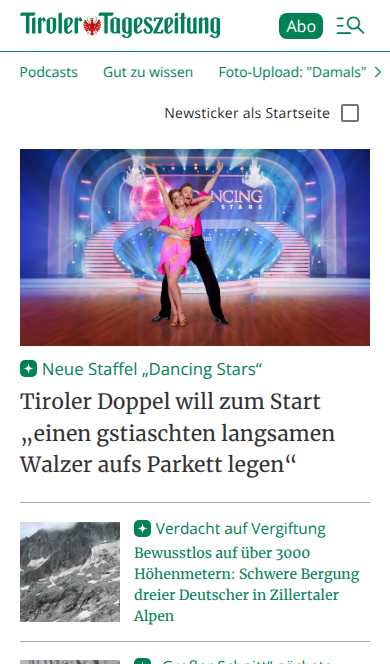 Tiroler Tageszeitung
Abo
Podcasts Gut zu wissen Foto-Upload: "Damals"
Newsticker als Startseite
DANCING
STARS
Neue Staffel „Dancing Stars“
Tiroler Doppel will zum Start
„einen gstiaschten langsamen
Walzer aufs Parkett legen“
Verdacht auf Vergiftung
Bewusstlos auf über 3000
Höhenmetern: Schwere Bergung
dreier Deutscher in Zillertaler
Alpen